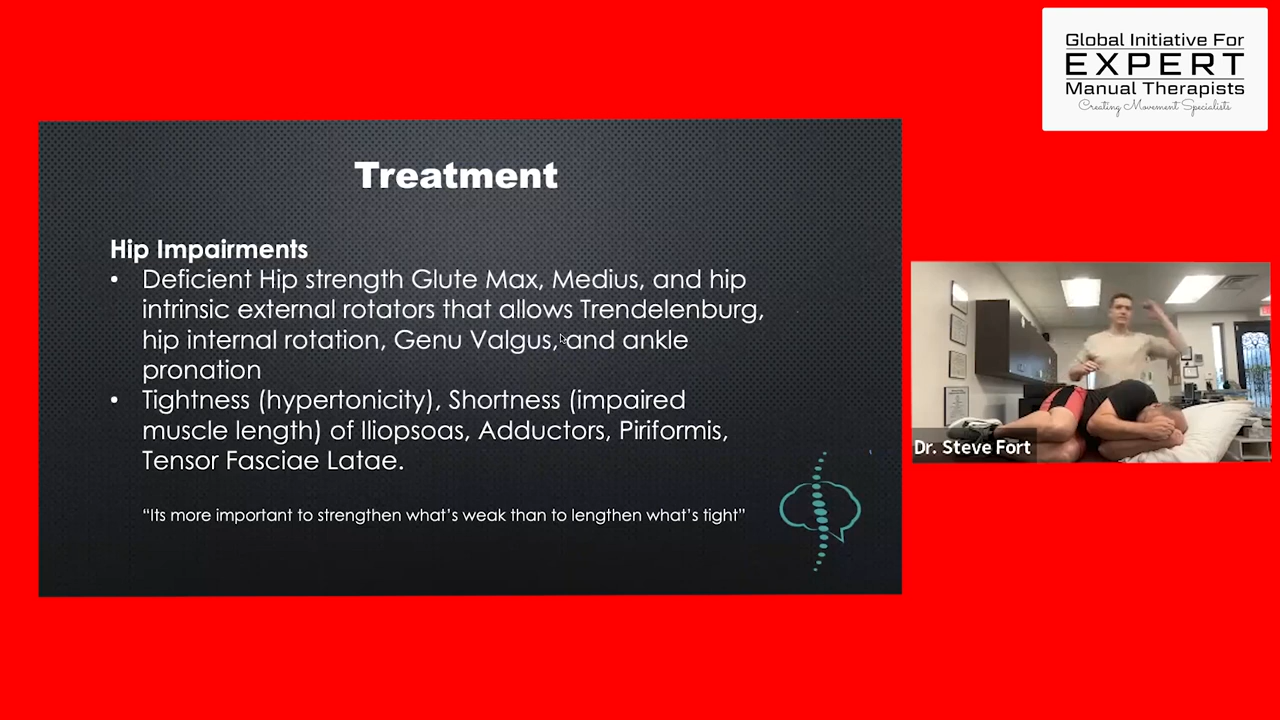 Global Initiative For
EXPERT
Manual Therapists
Creating Movement Specialists
Treatment
Hip Impairments
• Deficient Hip strength Glute Max, Medius, and hip
intrinsic external rotators that allows Trendelenburg,
hip internal rotation, Genu Valgus, and ankle
pronation
• Tightness (hypertonicity), Shortness (impaired
muscle length) of Iliopsoas, Adductors, Piriformis,
Tensor Fasciae Latae.
“Its more important to strengthen what’s weak than to lengthen what’s tight”
Dr. Steve Fort